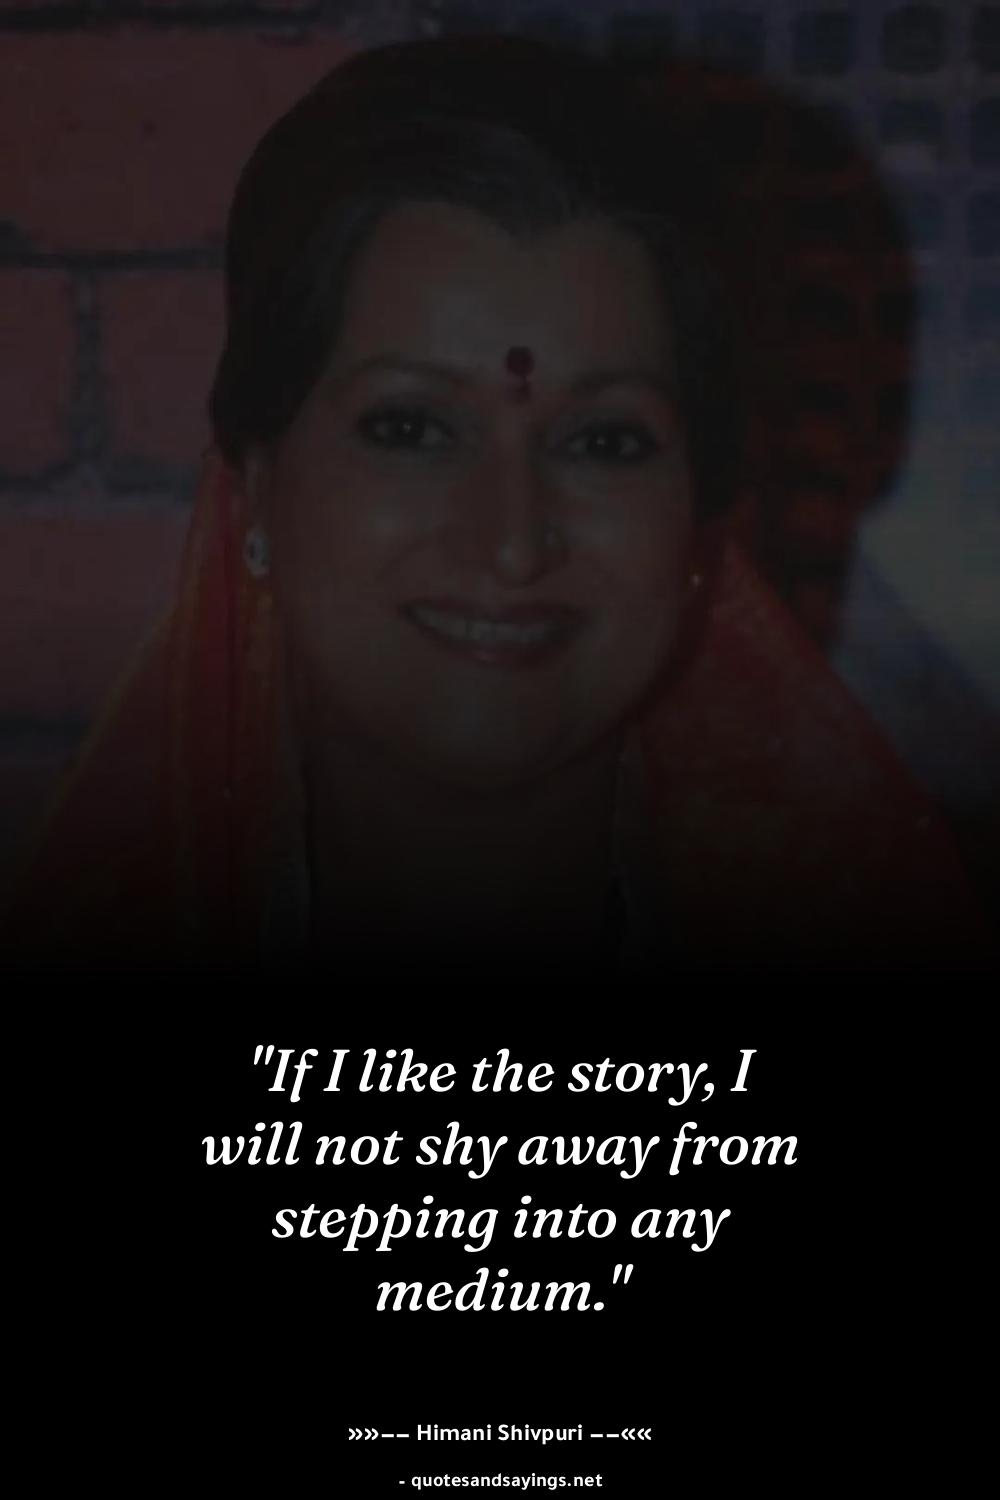 "If I like the story, I
will not shy away from
stepping into any
medium."
»»–– Himani Shivpuri ––««
- quotesandsayings.net